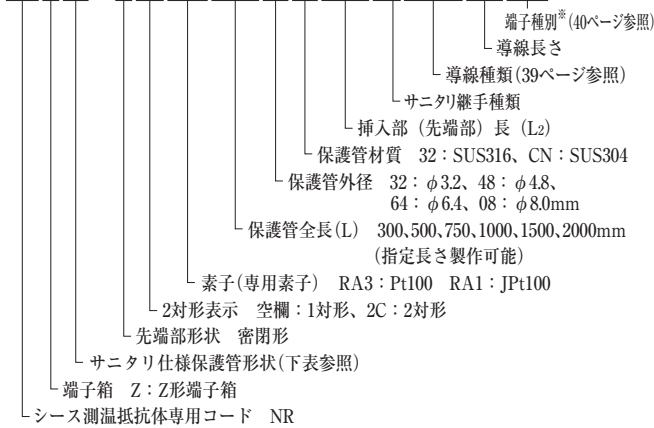 端子種別※(40ページ参照)
導線長さ
導線種類(39ページ参照)
サニタリ継手種類
挿入部（先端部）長（L2）
保護管材質 32：SUS316、CN：SUS304
保護管外径 32：φ3.2、48：φ4.8、
64：φ6.4、08：φ8.0mm
保護管全長(L) 300,500,750,1000,1500,2000mm
(指定長さ製作可能)
素子(専用素子) RA3：Pt100 RA1：JPt100
2対形表示 空欄：1対形、2C：2対形
先端部形状 密閉形
サニタリ仕様保護管形状(下表参照)
端子箱 Z：Z形端子箱
シース測温抵抗体専用コード NR